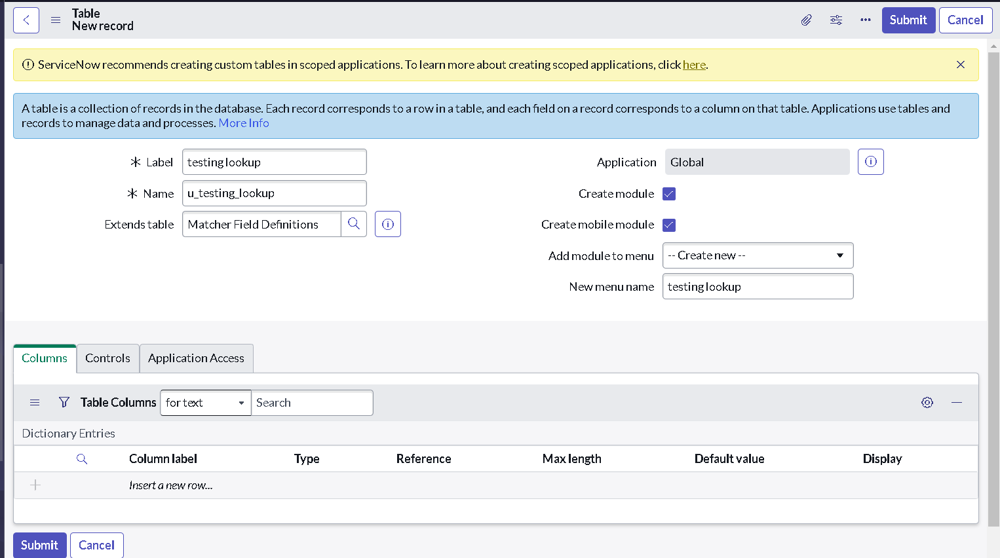 Table
New record
Submit
Cancel
ServiceNow recommends creating custom tables in scoped applications. To learn more about creating scoped applications, click here.
A table is a collection of records in the database. Each record corresponds to a row in a table, and each field on a record corresponds to a column on that table. Applications use tables and
records to manage data and processes. More Info
Label
testing lookup
Application
Global
Name
u_testing_lookup
Create module
Extends table
Matcher Field Definitions
Create mobile module
Add module to menu
-- Create new --
New menu name
testing lookup
Columns
Controls
Application Access
Table Columns
for text
Search
Dictionary Entries
Column label
Type
Reference
Max length
Default value
Display
Insert a new row...
Submit
Cancel